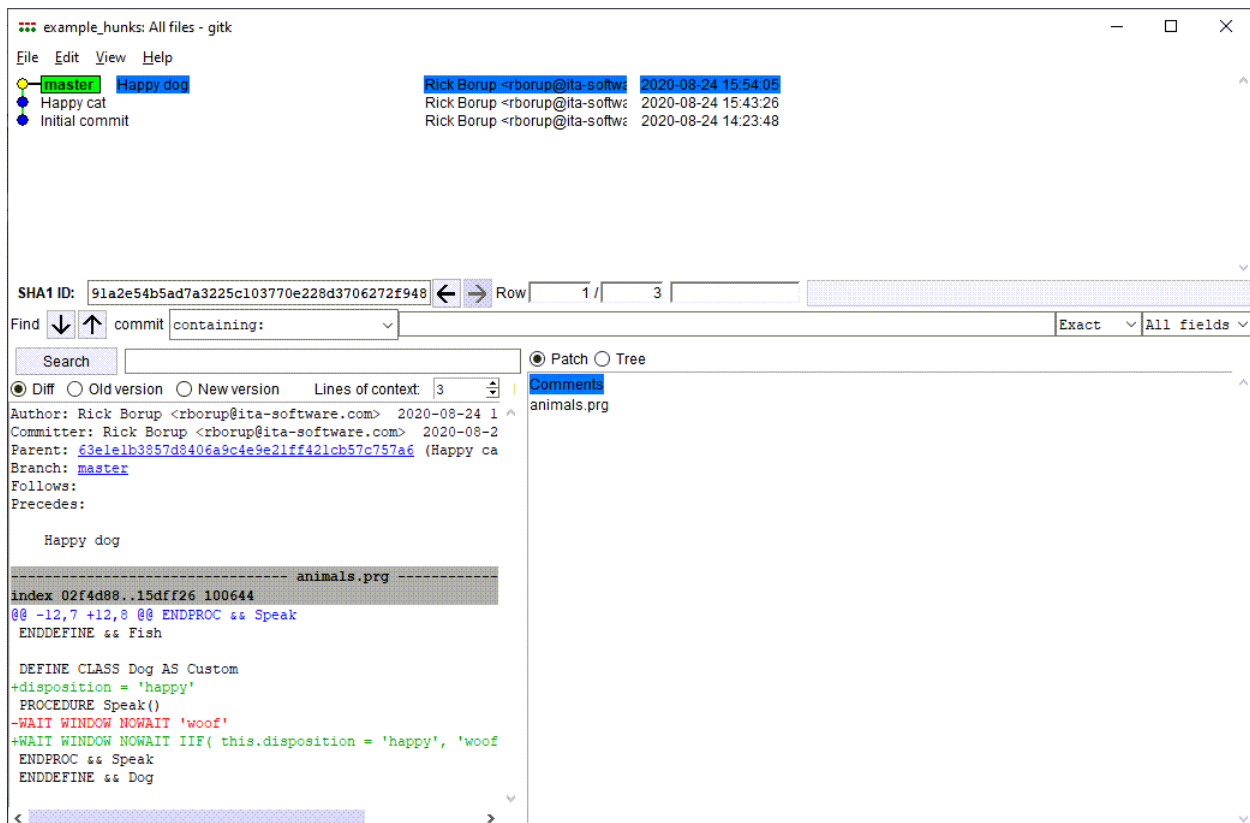 example_hunks: All files - gitk
File Edit View Help
master Happy dog Rick Borup <rborup@ita-softwa 2020-08-24 15:54:05
Happy cat Rick Borup <rborup@ita-softwa 2020-08-24 15:43:26
Initial commit Rick Borup <rborup@ita-softwa 2020-08-24 14:23:48
SHA1 ID: 91a2e54b5ad7a3225c103770e228d3706272f948 Row 1 / 3
Find commit containing: Exact All fields
Search Patch Tree
Diff Old version New version Lines of context: 3
Comments
animals.prg
Author: Rick Borup <rborup@ita-software.com> 2020-08-24 1
Committer: Rick Borup <rborup@ita-software.com> 2020-08-2
Parent: 63e1e1b3857d8406a9c4e9e21ff421cb57c757a6 (Happy ca
Branch: master
Follows:
Precedes:
Happy dog
--------------------------------- animals.prg ------------
index 02f4d88..15dff26 100644
@@ -12,7 +12,8 @@ ENDPROC && Speak
ENDDEFINE && Fish
DEFINE CLASS Dog AS Custom
+disposition = 'happy'
PROCEDURE Speak()
-WAIT WINDOW NOWAIT 'woof'
+WAIT WINDOW NOWAIT IIF( this.disposition = 'happy', 'woof
ENDPROC && Speak
ENDDEFINE && Dog